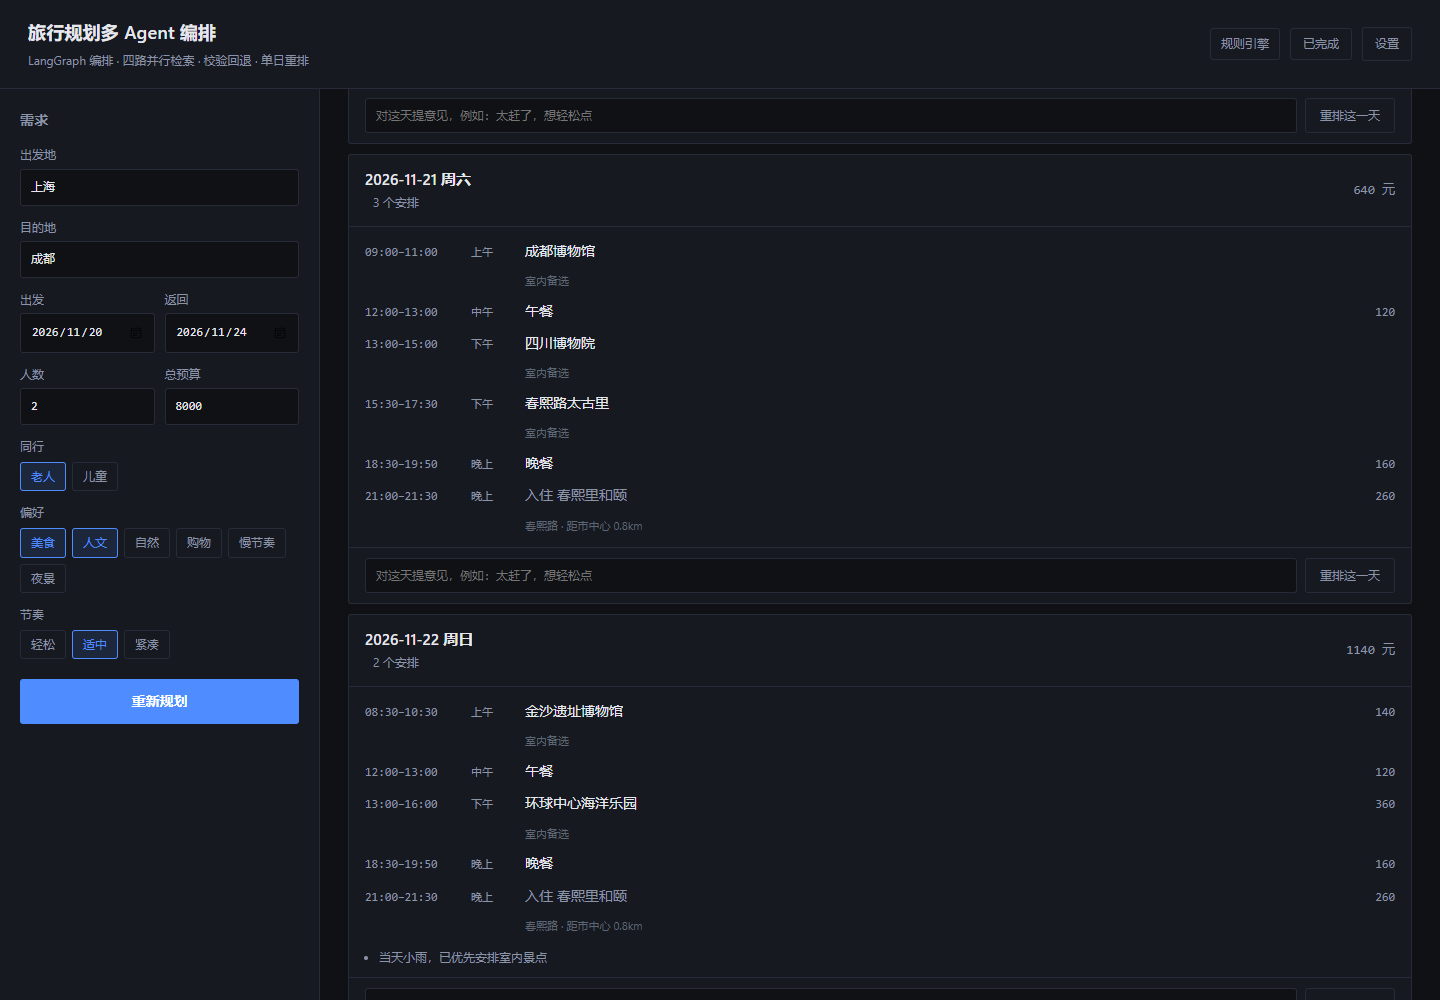 旅行规划多 Agent 编排
LangGraph 编排 · 四路并行检索 · 校验回退 · 单日重排
规则引擎
已完成
设置
需求
出发地
上海
目的地
成都
出发
返回
2026/11/20
2026/11/24
人数
总预算
2
8000
同行
老人
儿童
偏好
美食
人文
自然
购物
慢节奏
夜景
节奏
轻松
适中
紧凑
重新规划
对这天提意见，例如：太赶了，想轻松点
重排这一天
2026-11-21 周六
3 个安排
640 元
09:00–11:00 上午 成都博物馆
室内备选
12:00–13:00 中午 午餐 120
13:00–15:00 下午 四川博物院
室内备选
15:30–17:30 下午 春熙路太古里
室内备选
18:30–19:50 晚上 晚餐 160
21:00–21:30 晚上 入住 春熙里和颐 260
春熙路 · 距市中心 0.8km
对这天提意见，例如：太赶了，想轻松点
重排这一天
2026-11-22 周日
2 个安排
1140 元
08:30–10:30 上午 金沙遗址博物馆 140
室内备选
12:00–13:00 中午 午餐 120
13:00–16:00 下午 环球中心海洋乐园 360
室内备选
18:30–19:50 晚上 晚餐 160
21:00–21:30 晚上 入住 春熙里和颐 260
春熙路 · 距市中心 0.8km
• 当天小雨，已优先安排室内景点